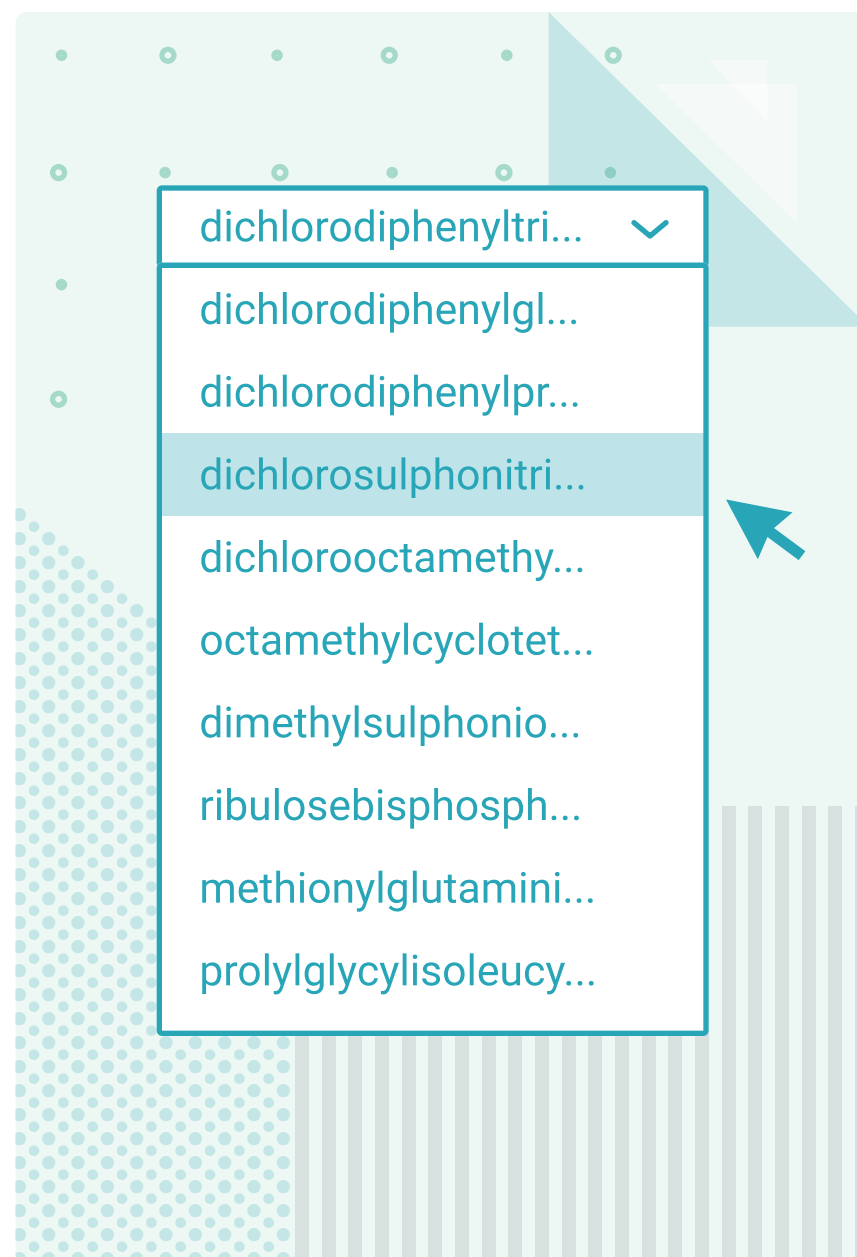 dichlorodiphenyltri...
dichlorodiphenylgl...
dichlorodiphenylpr...
dichlorosulphonitri...
dichlorooctamethy...
octamethylcyclotet...
dimethylsulphonio...
ribulosebisphosph...
methionylglutamini...
prolylglycylisoleucy...